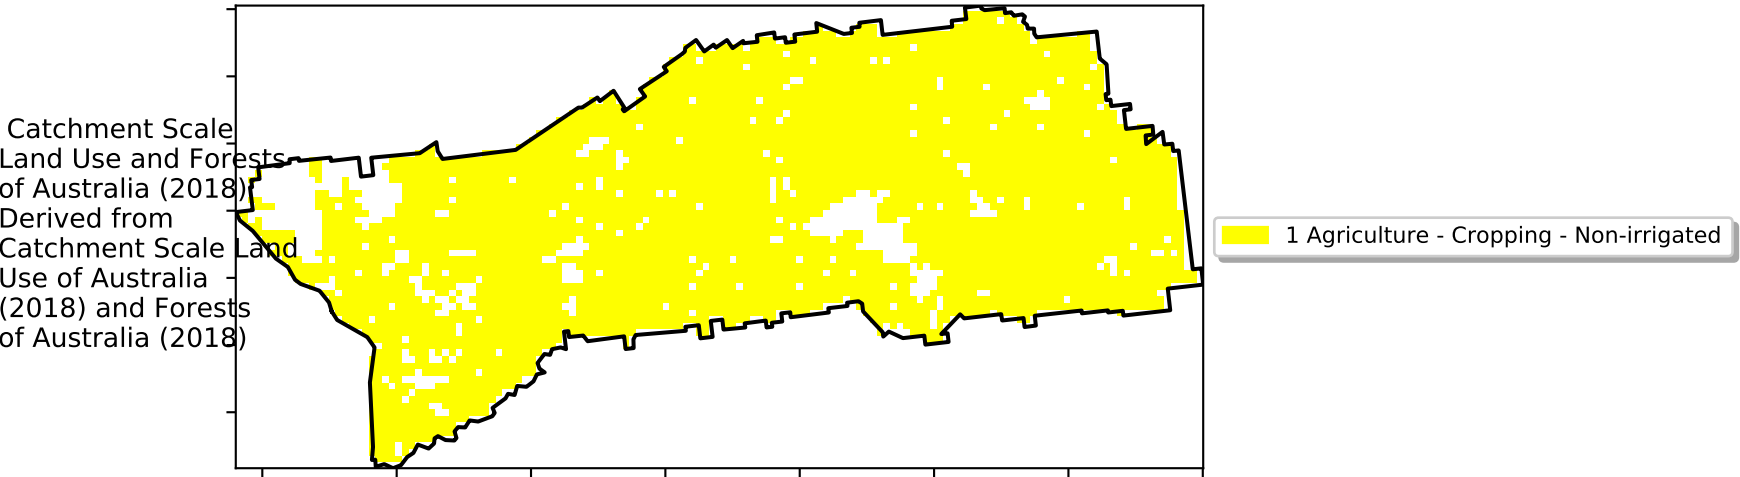 Catchment Scale
Land Use and Forests
of Australia (2018)
Derived from
Catchment Scale Land
Use of Australia
(2018) and Forests
of Australia (2018)
1 Agriculture - Cropping - Non-irrigated